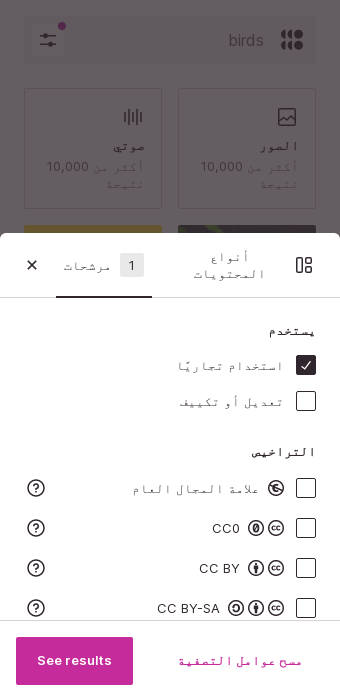 birds
الصور
أكثر من 10,000
نتيجة
صوتي
أكثر من 10,000
نتيجة
أنواع
المحتويات
1
مرشحات
يستخدم
استخدام تجاريًا
تعديل أو تكييف
التراخيص
علامة المجال العام
CC0
CC BY
CC BY-SA
مسح عوامل التصفية
See results